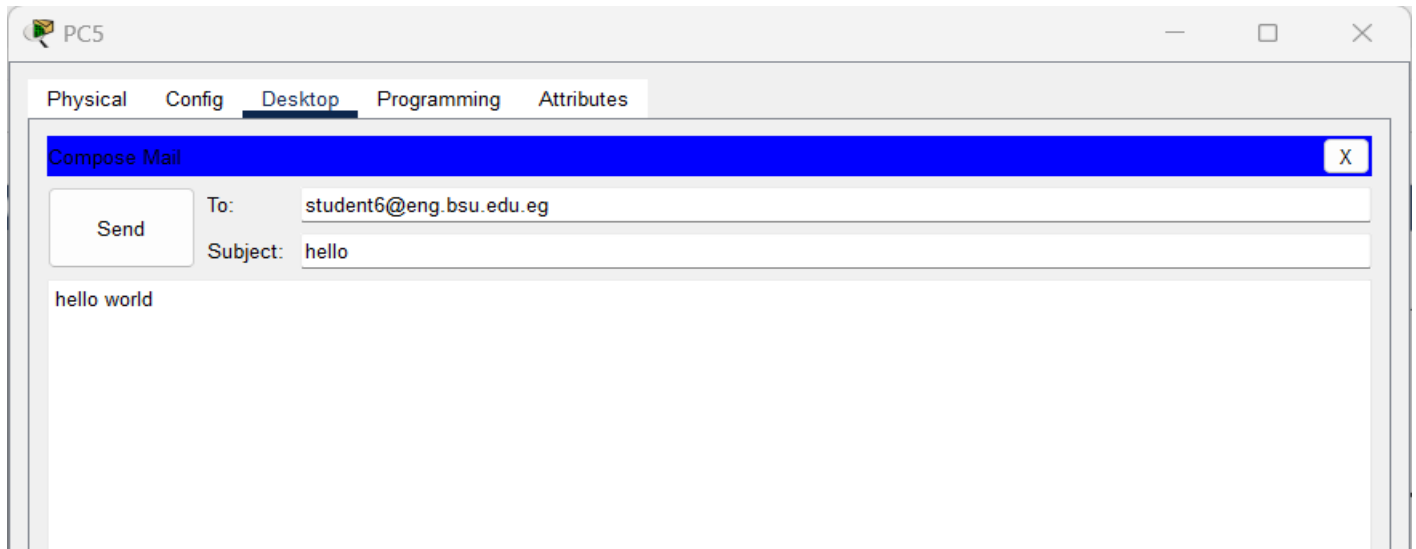 PC5
Physical Config Desktop Programming Attributes
Compose Mail X
Send
To: student6@eng.bsu.edu.eg
Subject: hello
hello world